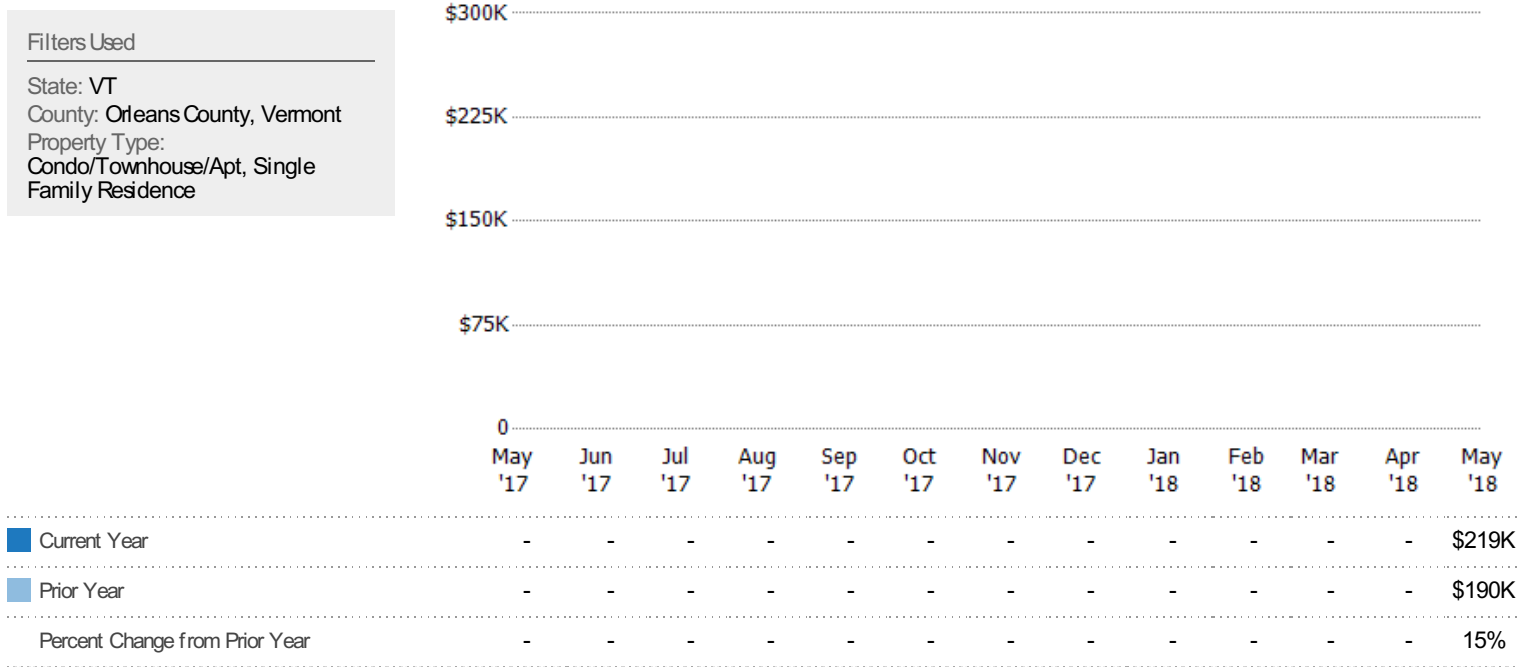 Filters Used
State: VT
County: Orleans County, Vermont
Property Type:
Condo/Townhouse/Apt, Single
Family Residence
$300K
$225K
$150K
$75K
0
May Jun Jul Aug Sep Oct Nov Dec Jan Feb Mar Apr May
'17 '17 '17 '17 '17 '17 '17 '17 '18 '18 '18 '18 '18
Current Year - - - - - - - - - - - - $219K
Prior Year - - - - - - - - - - - - $190K
Percent Change from Prior Year - - - - - - - - - - - - 15%